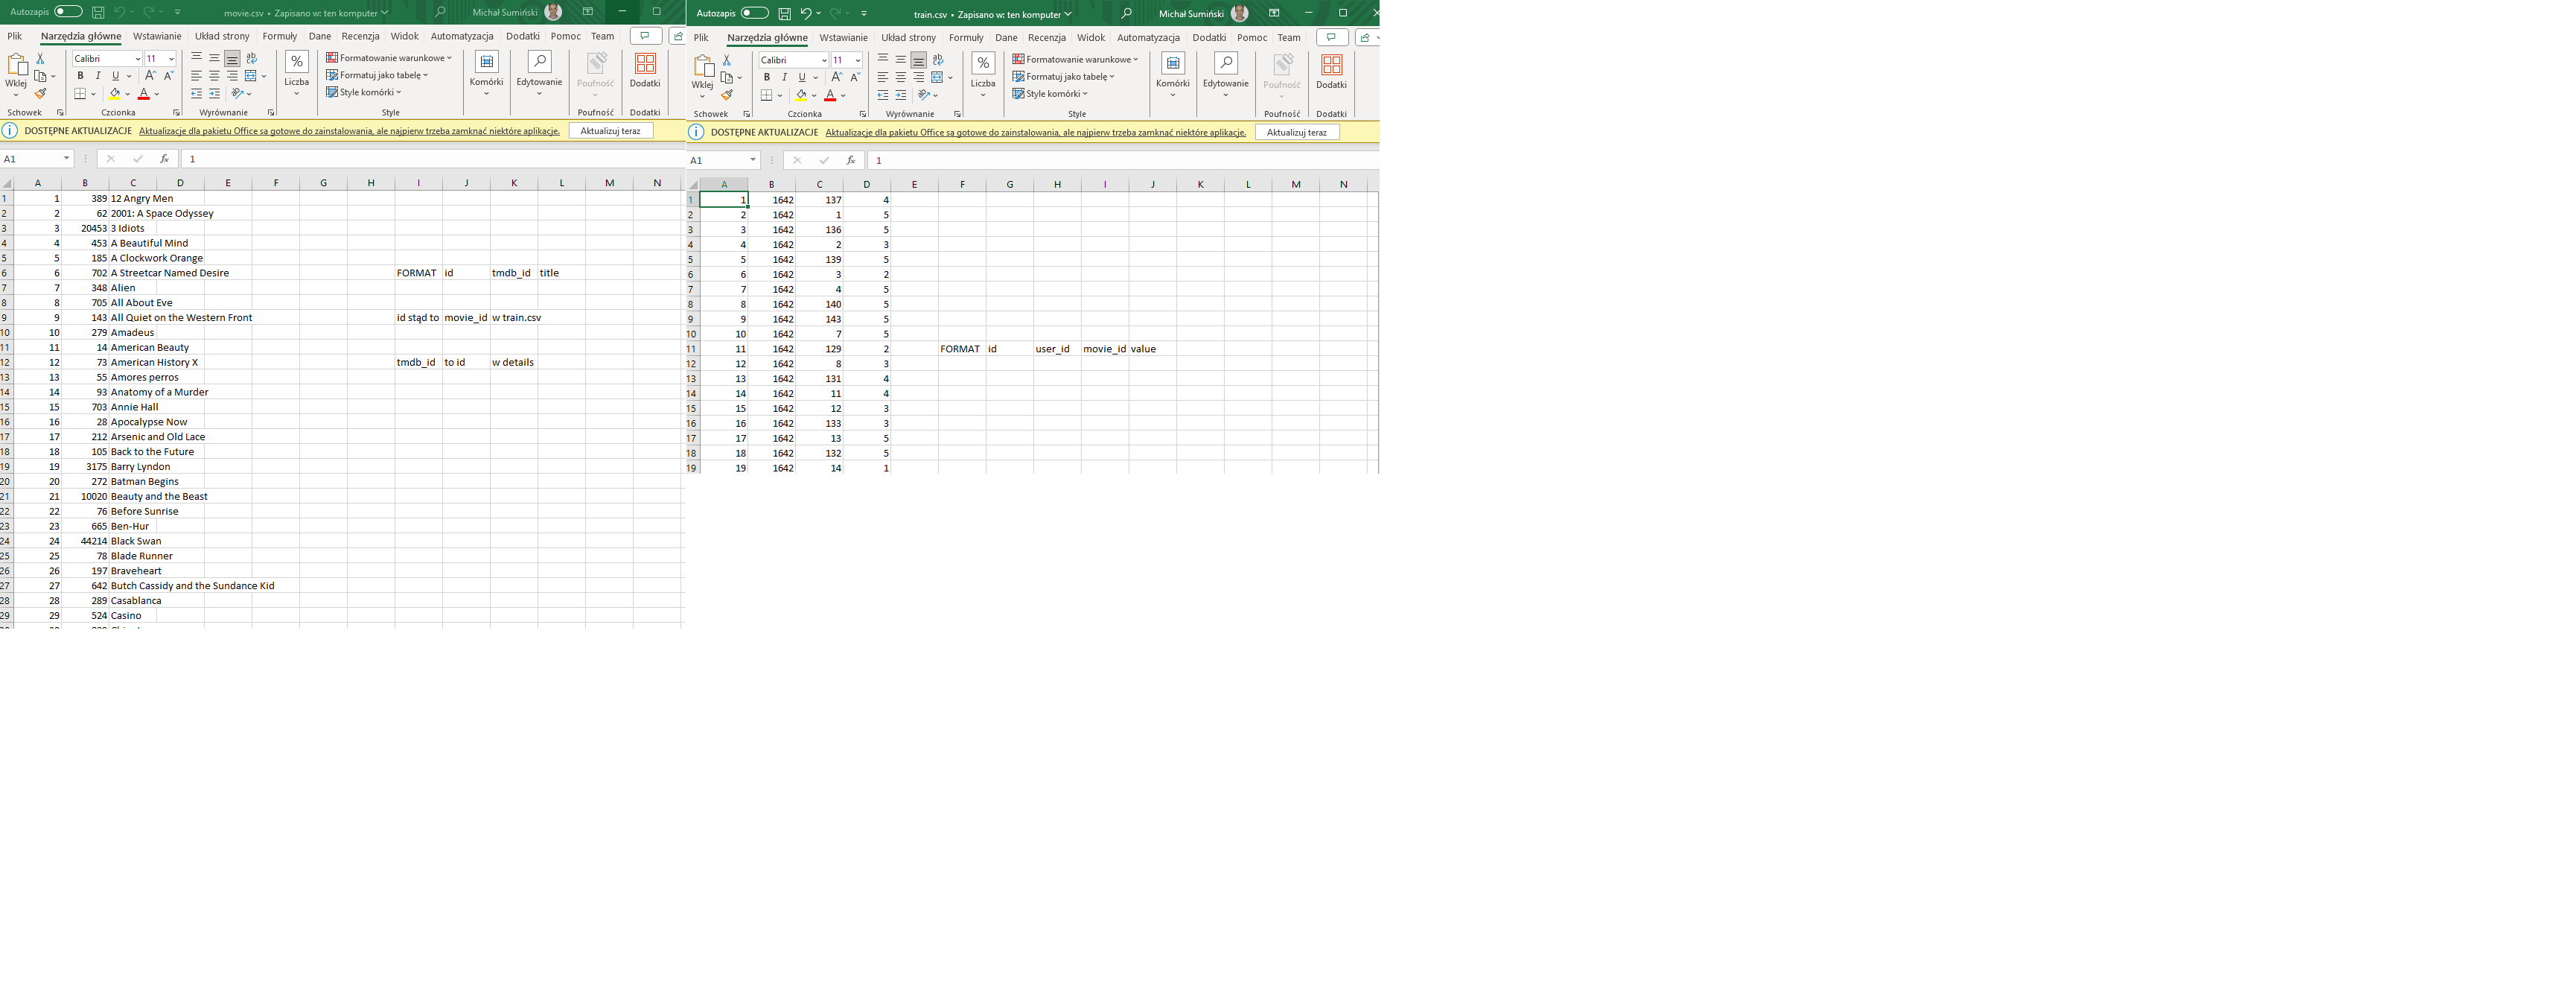 Autozapis movie.csv • Zapisano w: ten komputer Michał Sumiński
Plik Narzędzia główne Wstawianie Układ strony Formuły Dane Recenzja Widok Automatyzacja Dodatki Pomoc Team
Wklej Calibri 11 Liczba Formatowanie warunkowe Formatuj jako tabelę Style komórki Komórki Edytowanie Poufność Dodatki
Schowek Czcionka Wyrównanie Style Poufność Dodatki
DOSTĘPNE AKTUALIZACJE Aktualizacje dla pakietu Office są gotowe do zainstalowania, ale najpierw trzeba zamknąć niektóre aplikacje. Aktualizuj teraz
A1 fx 1
A B C D E F G H I J K L M N
1 1 389 12 Angry Men
2 2 62 2001: A Space Odyssey
3 3 20453 3 Idiots
4 4 453 A Beautiful Mind
5 5 185 A Clockwork Orange
6 6 702 A Streetcar Named Desire FORMAT id tmdb_id title
7 7 348 Alien
8 8 705 All About Eve
9 9 143 All Quiet on the Western Front id stąd to movie_id w train.csv
10 10 279 Amadeus
11 11 14 American Beauty
12 12 73 American History X tmdb_id to id w details
13 13 55 Amores perros
14 14 93 Anatomy of a Murder
15 15 703 Annie Hall
16 16 28 Apocalypse Now
17 17 212 Arsenic and Old Lace
18 18 105 Back to the Future
19 19 3175 Barry Lyndon
20 20 272 Batman Begins
21 21 10020 Beauty and the Beast
22 22 76 Before Sunrise
23 23 665 Ben-Hur
24 24 44214 Black Swan
25 25 78 Blade Runner
26 26 197 Braveheart
27 27 642 Butch Cassidy and the Sundance Kid
28 28 289 Casablanca
29 29 524 Casino
Autozapis train.csv • Zapisano w: ten komputer Michał Sumiński
Plik Narzędzia główne Wstawianie Układ strony Formuły Dane Recenzja Widok Automatyzacja Dodatki Pomoc Team
Wklej Calibri 11 Liczba Formatowanie warunkowe Formatuj jako tabelę Style komórki Komórki Edytowanie Poufność Dodatki
Schowek Czcionka Wyrównanie Style Poufność Dodatki
DOSTĘPNE AKTUALIZACJE Aktualizacje dla pakietu Office są gotowe do zainstalowania, ale najpierw trzeba zamknąć niektóre aplikacje. Aktualizuj teraz
A1 fx 1
A B C D E F G H I J K L M N
1 1 1642 137 4
2 2 1642 1 5
3 3 1642 136 5
4 4 1642 2 3
5 5 1642 139 5
6 6 1642 3 2
7 7 1642 4 5
8 8 1642 140 5
9 9 1642 143 5
10 10 1642 7 5
11 11 1642 129 2 FORMAT id user_id movie_id value
12 12 1642 8 3
13 13 1642 131 4
14 14 1642 11 4
15 15 1642 12 3
16 16 1642 133 3
17 17 1642 13 5
18 18 1642 132 5
19 19 1642 14 1